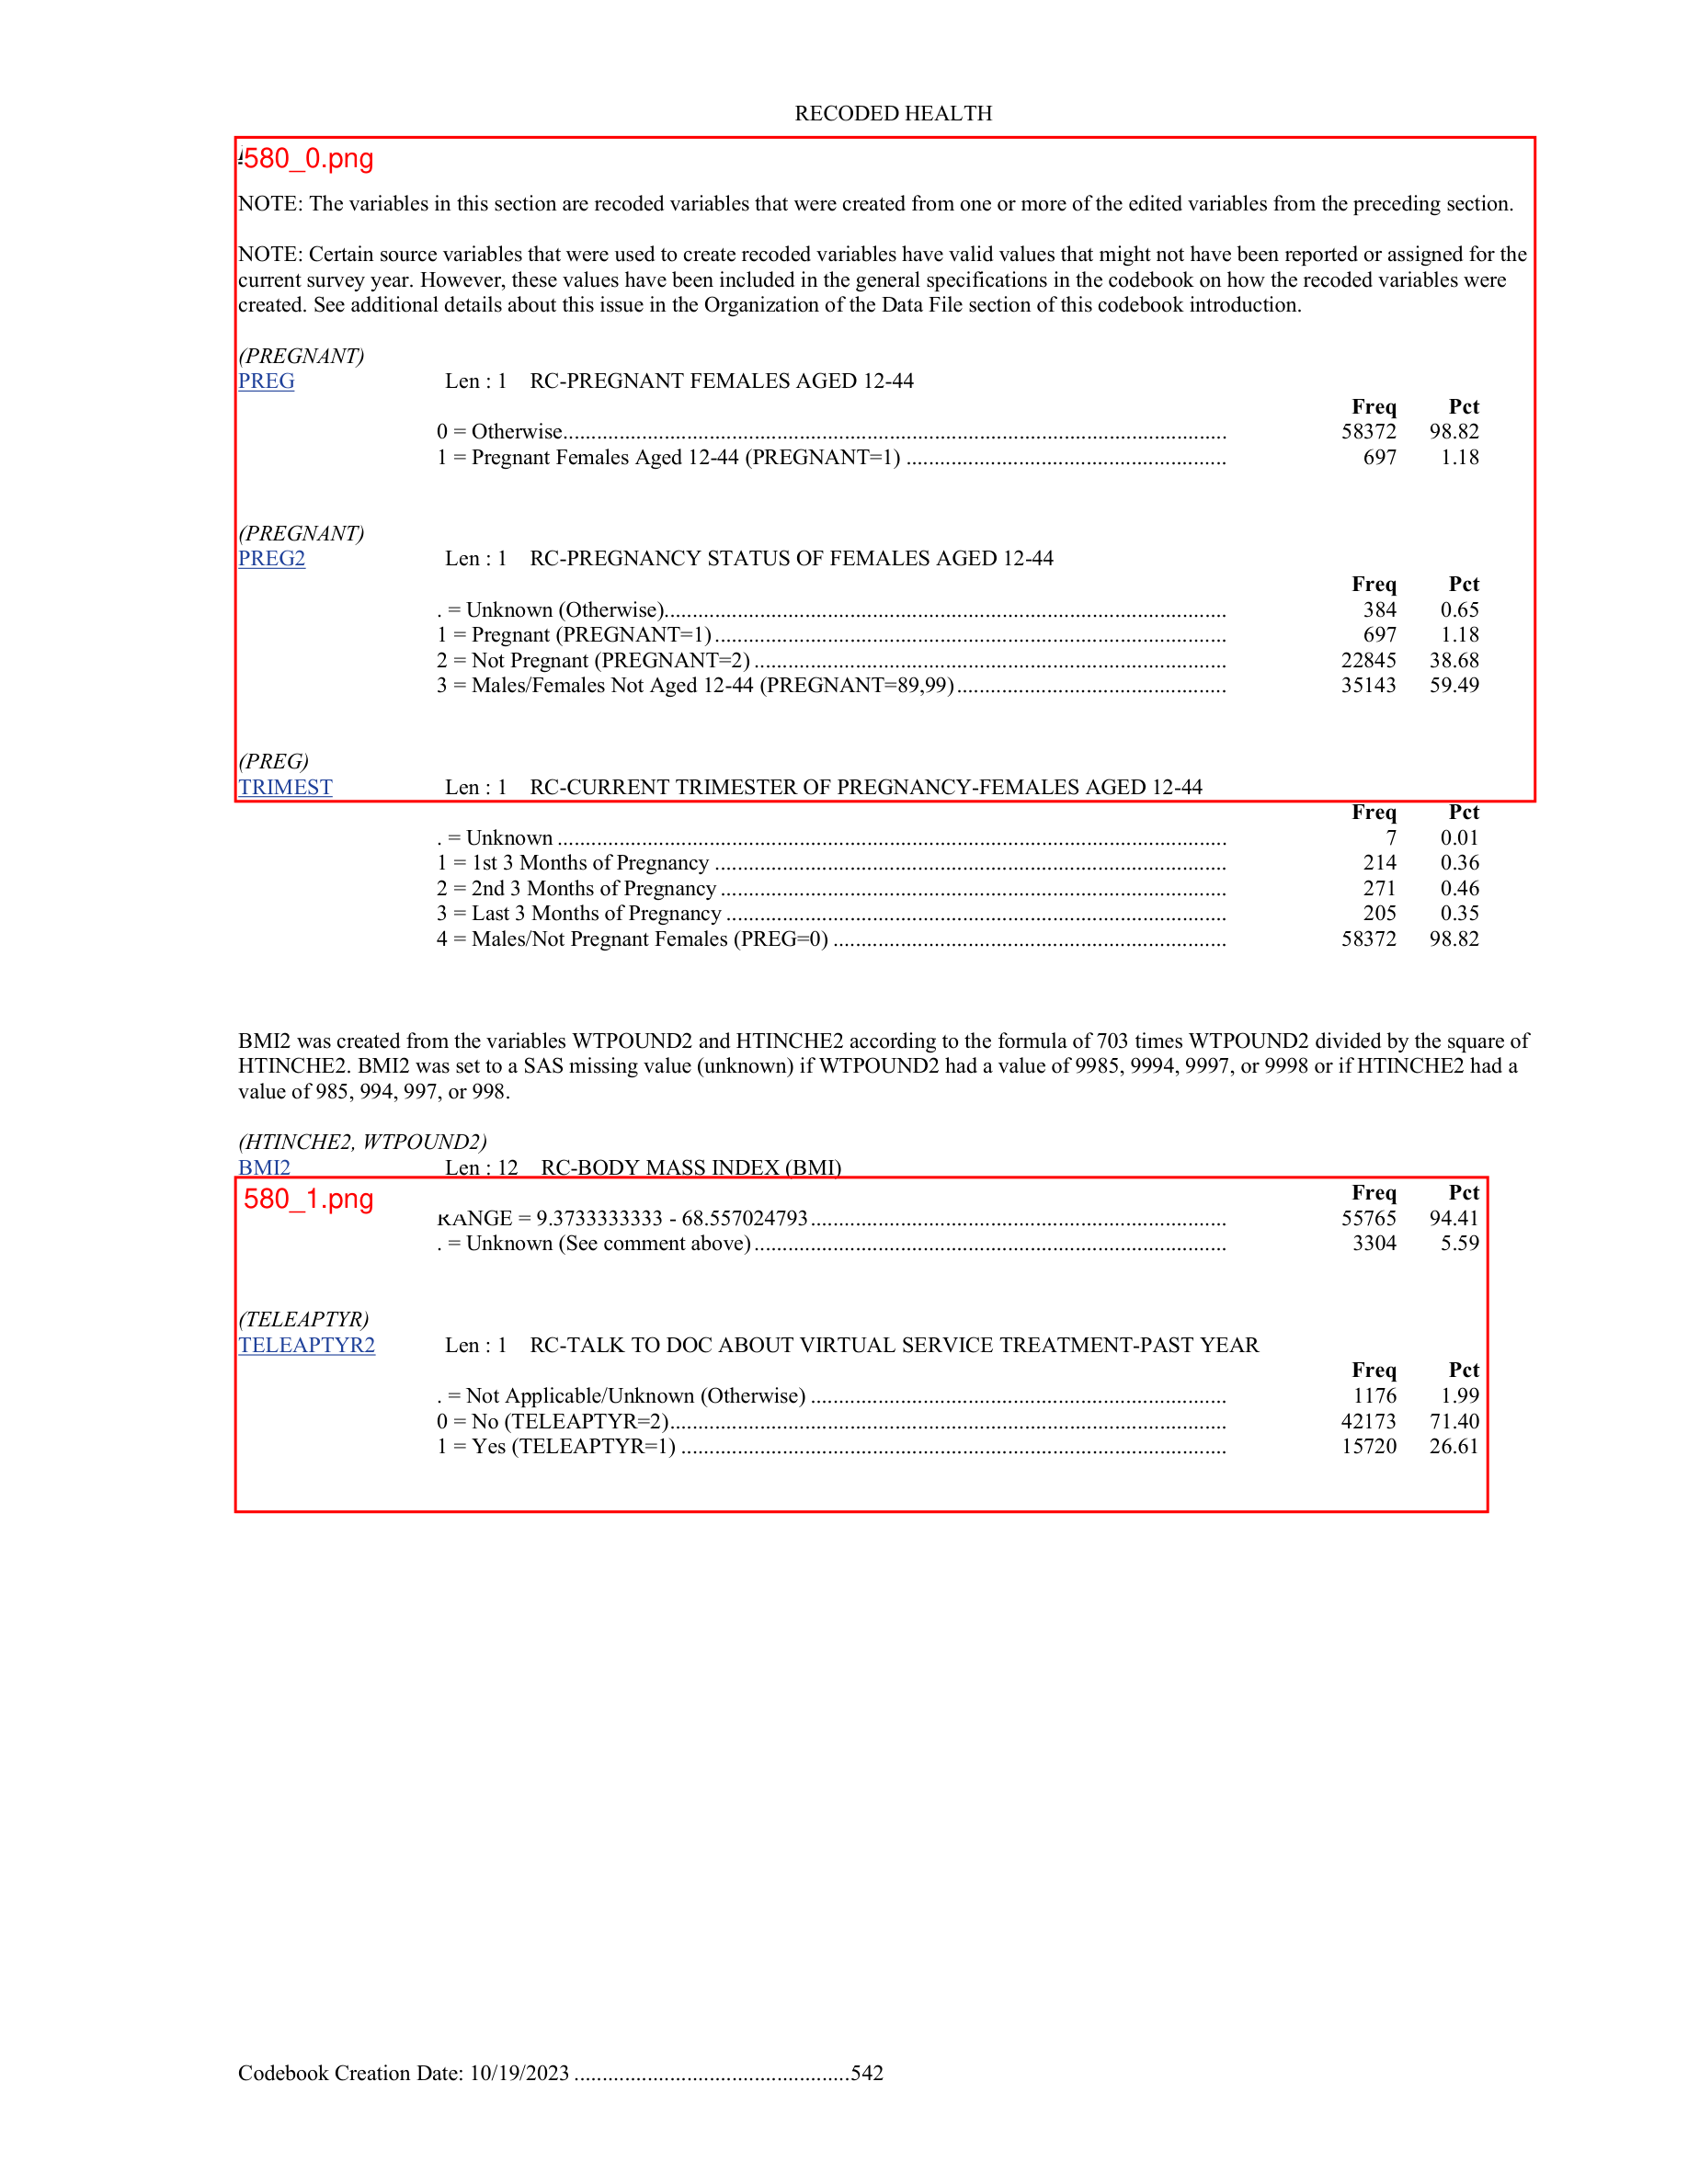 RECODED HEALTH
580_0.png
NOTE: The variables in this section are recoded variables that were created from one or more of the edited variables from the preceding section.
NOTE: Certain source variables that were used to create recoded variables have valid values that might not have been reported or assigned for the
current survey year. However, these values have been included in the general specifications in the codebook on how the recoded variables were
created. See additional details about this issue in the Organization of the Data File section of this codebook introduction.
(PREGNANT)
PREG Len : 1 RC-PREGNANT FEMALES AGED 12-44
Freq Pct
0 = Otherwise 58372 98.82
1 = Pregnant Females Aged 12-44 (PREGNANT=1) 697 1.18
(PREGNANT)
PREG2 Len : 1 RC-PREGNANCY STATUS OF FEMALES AGED 12-44
Freq Pct
. = Unknown (Otherwise) 384 0.65
1 = Pregnant (PREGNANT=1) 697 1.18
2 = Not Pregnant (PREGNANT=2) 22845 38.68
3 = Males/Females Not Aged 12-44 (PREGNANT=89,99) 35143 59.49
(PREG)
TRIMEST Len : 1 RC-CURRENT TRIMESTER OF PREGNANCY-FEMALES AGED 12-44
Freq Pct
. = Unknown 7 0.01
1 = 1st 3 Months of Pregnancy 214 0.36
2 = 2nd 3 Months of Pregnancy 271 0.46
3 = Last 3 Months of Pregnancy 205 0.35
4 = Males/Not Pregnant Females (PREG=0) 58372 98.82
BMI2 was created from the variables WTPOUND2 and HTINCHE2 according to the formula of 703 times WTPOUND2 divided by the square of
HTINCHE2. BMI2 was set to a SAS missing value (unknown) if WTPOUND2 had a value of 9985, 9994, 9997, or 9998 or if HTINCHE2 had a
value of 985, 994, 997, or 998.
(HTINCHE2, WTPOUND2)
BMI2 Len : 12 RC-BODY MASS INDEX (BMI)
580_1.png
Freq Pct
RANGE = 9.3733333333 - 68.557024793 55765 94.41
. = Unknown (See comment above) 3304 5.59
(TELEAPTYR)
TELEAPTYR2 Len : 1 RC-TALK TO DOC ABOUT VIRTUAL SERVICE TREATMENT-PAST YEAR
Freq Pct
. = Not Applicable/Unknown (Otherwise) 1176 1.99
0 = No (TELEAPTYR=2) 42173 71.40
1 = Yes (TELEAPTYR=1) 15720 26.61
Codebook Creation Date: 10/19/2023 542